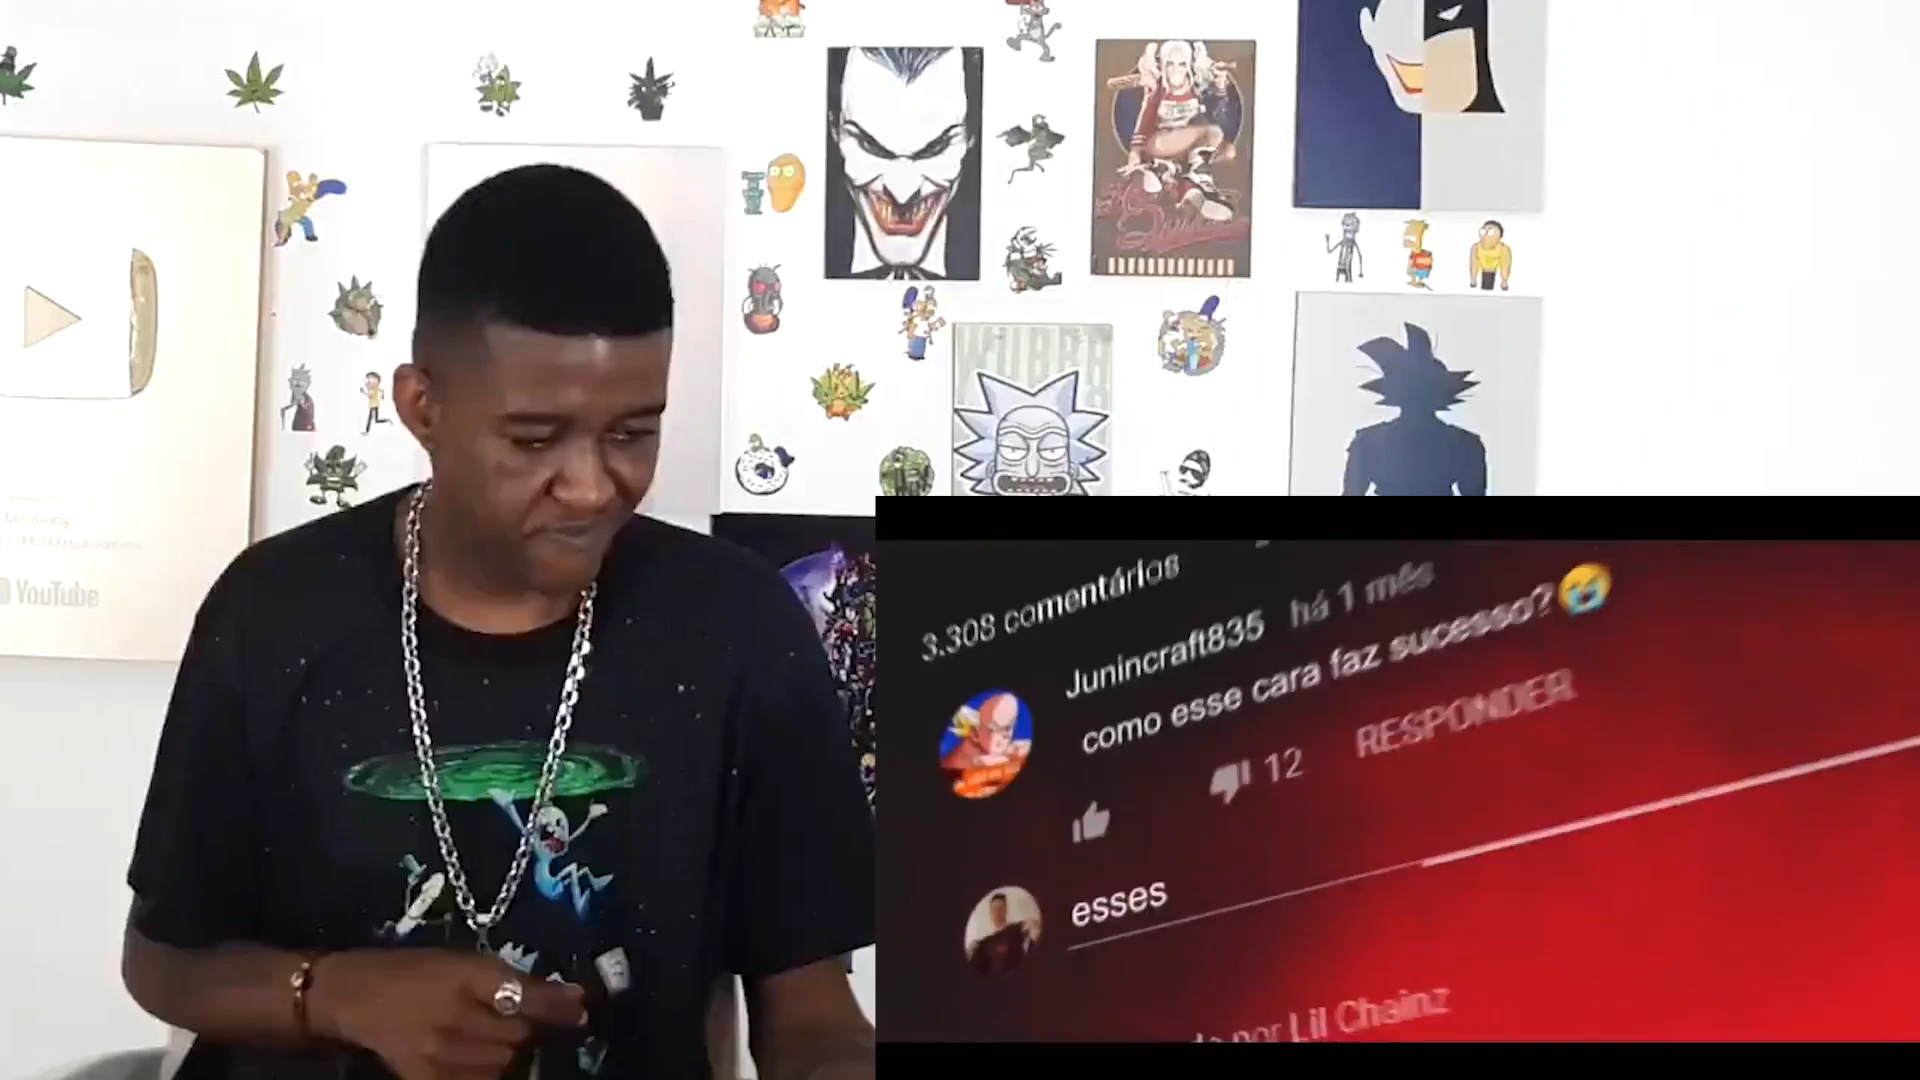 WUBBA
YouTube
3.308 comentários
Junincraft835 há 1 mês
como esse cara faz sucesso?
12 RESPONDER
esses
por Lil Chainz